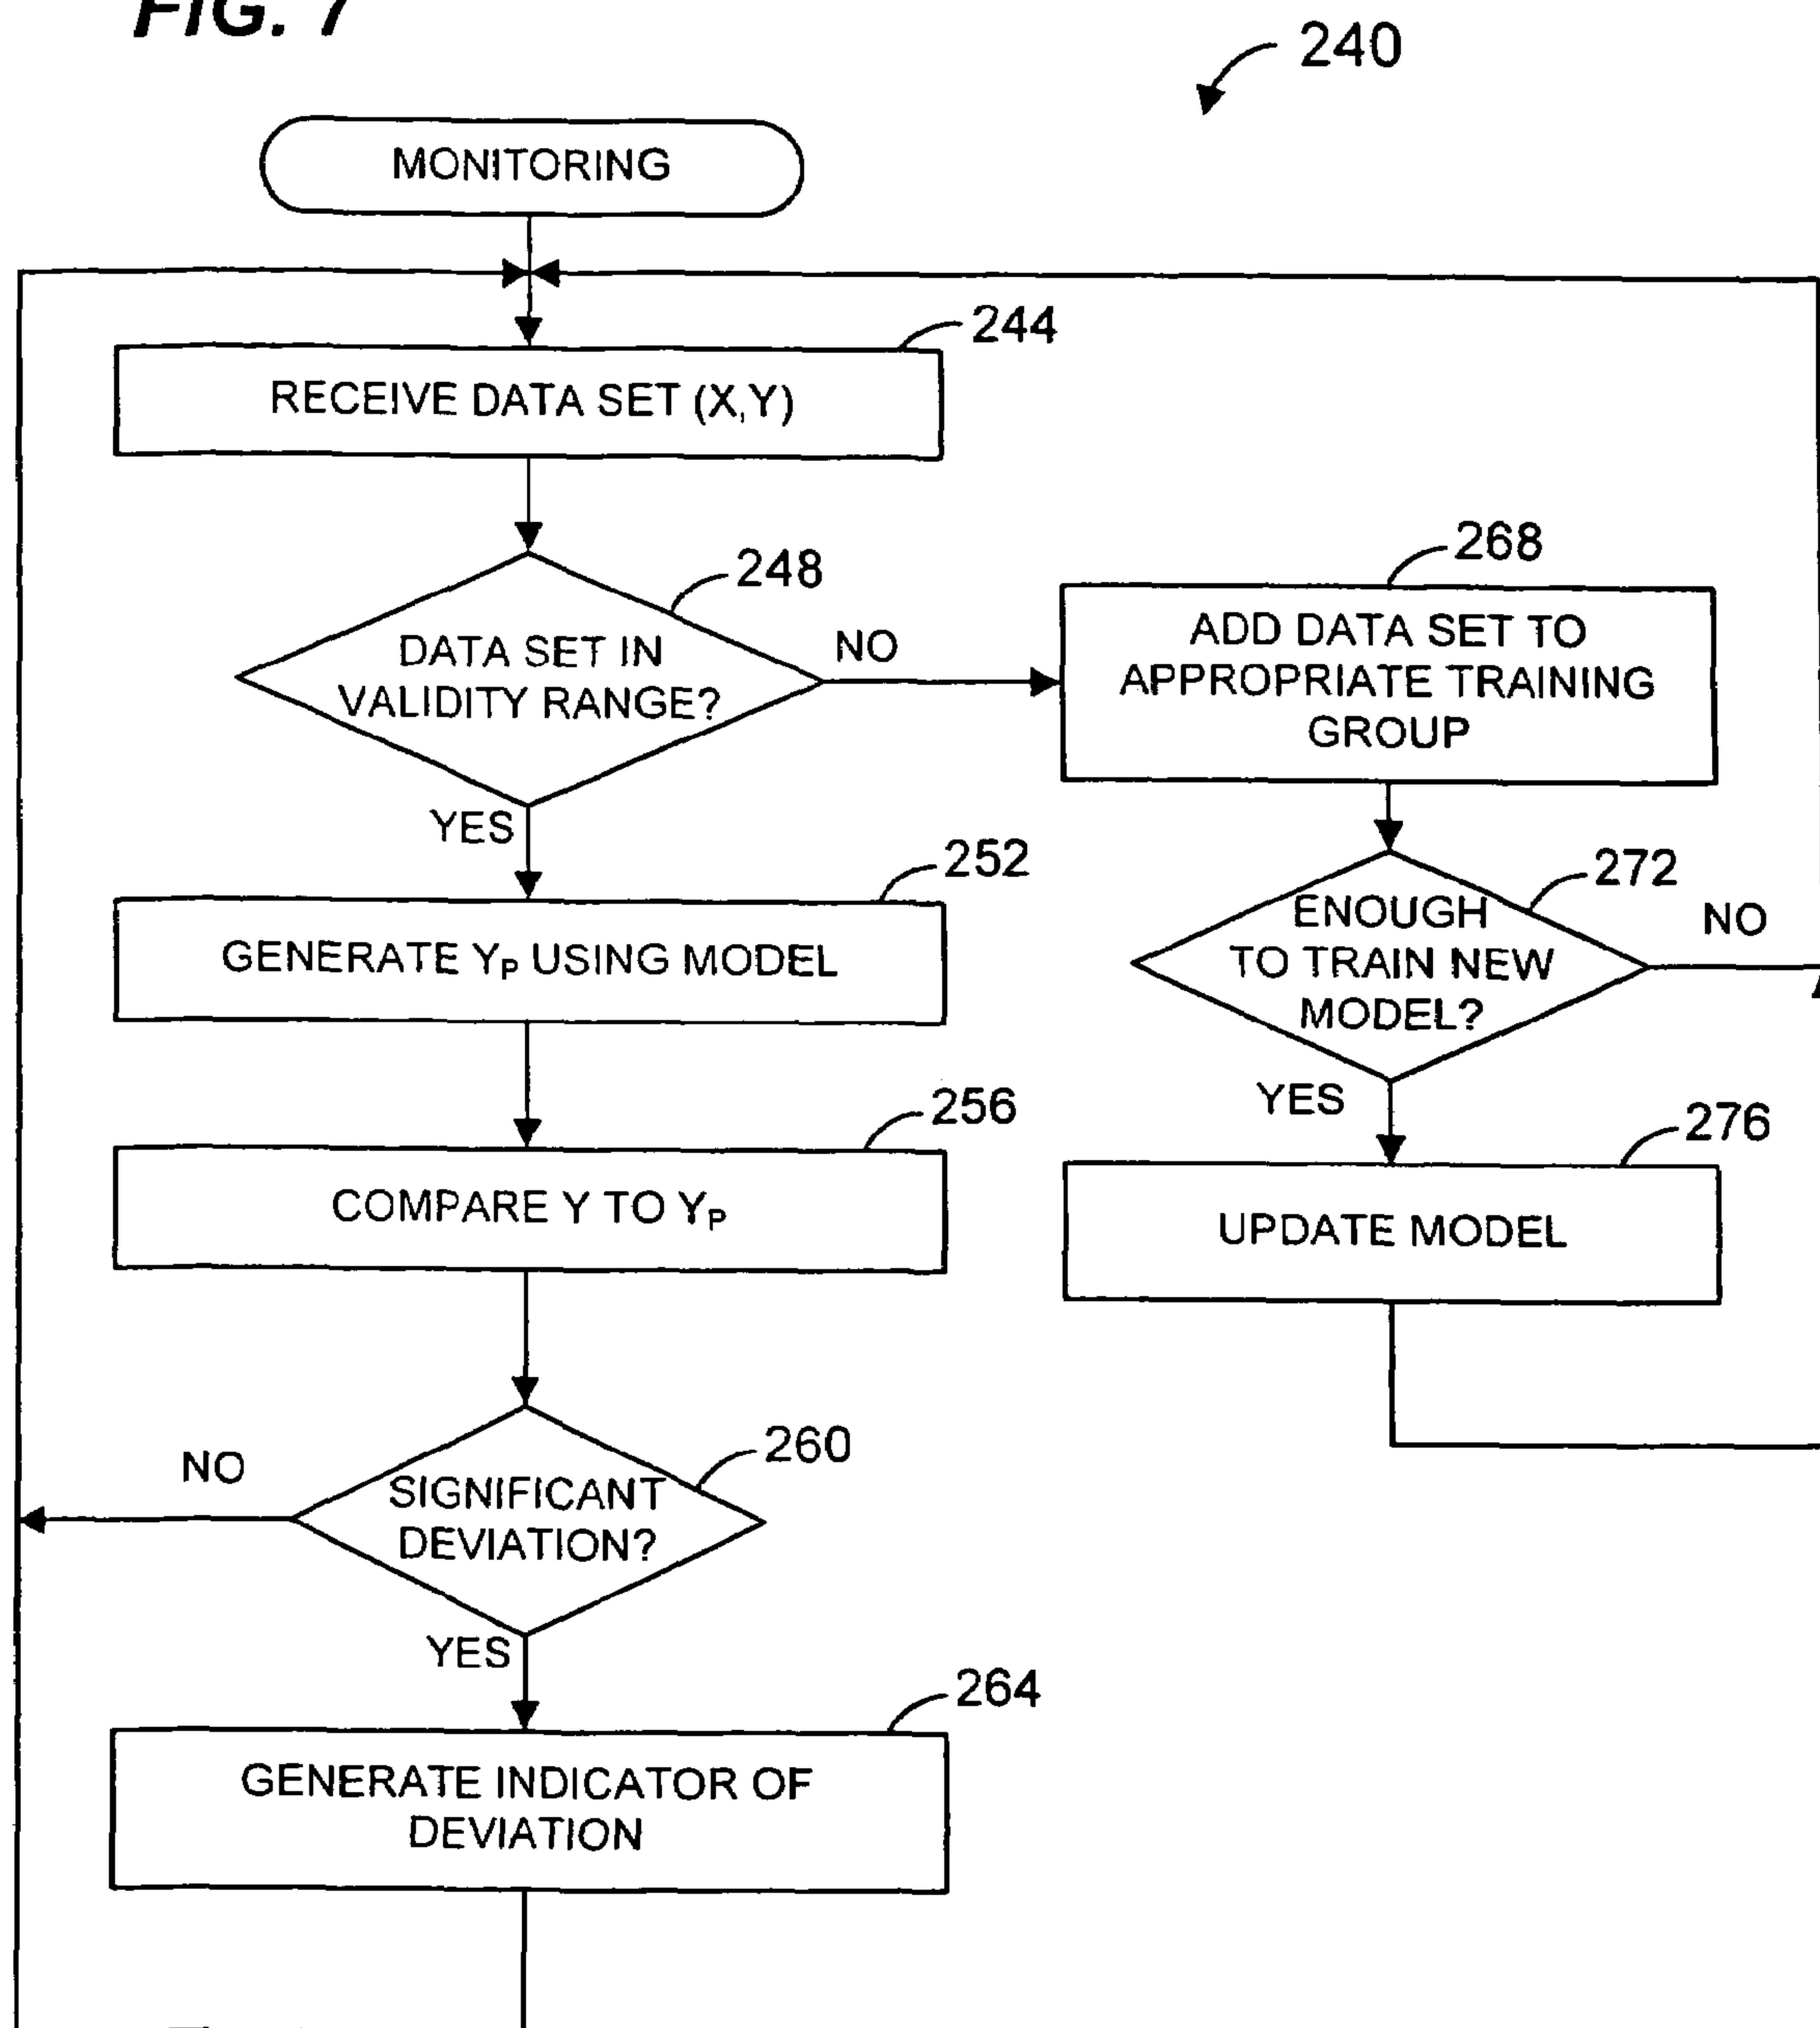 FIG. 7
240
MONITORING
244
RECEIVE DATA SET (X,Y)
248
DATA SET IN
VALIDITY RANGE?
NO
YES
268
ADD DATA SET TO
APPROPRIATE TRAINING
GROUP
252
GENERATE YP USING MODEL
272
ENOUGH
TO TRAIN NEW
MODEL?
NO
YES
256
COMPARE Y TO YP
276
UPDATE MODEL
260
SIGNIFICANT
DEVIATION?
NO
YES
264
GENERATE INDICATOR OF
DEVIATION